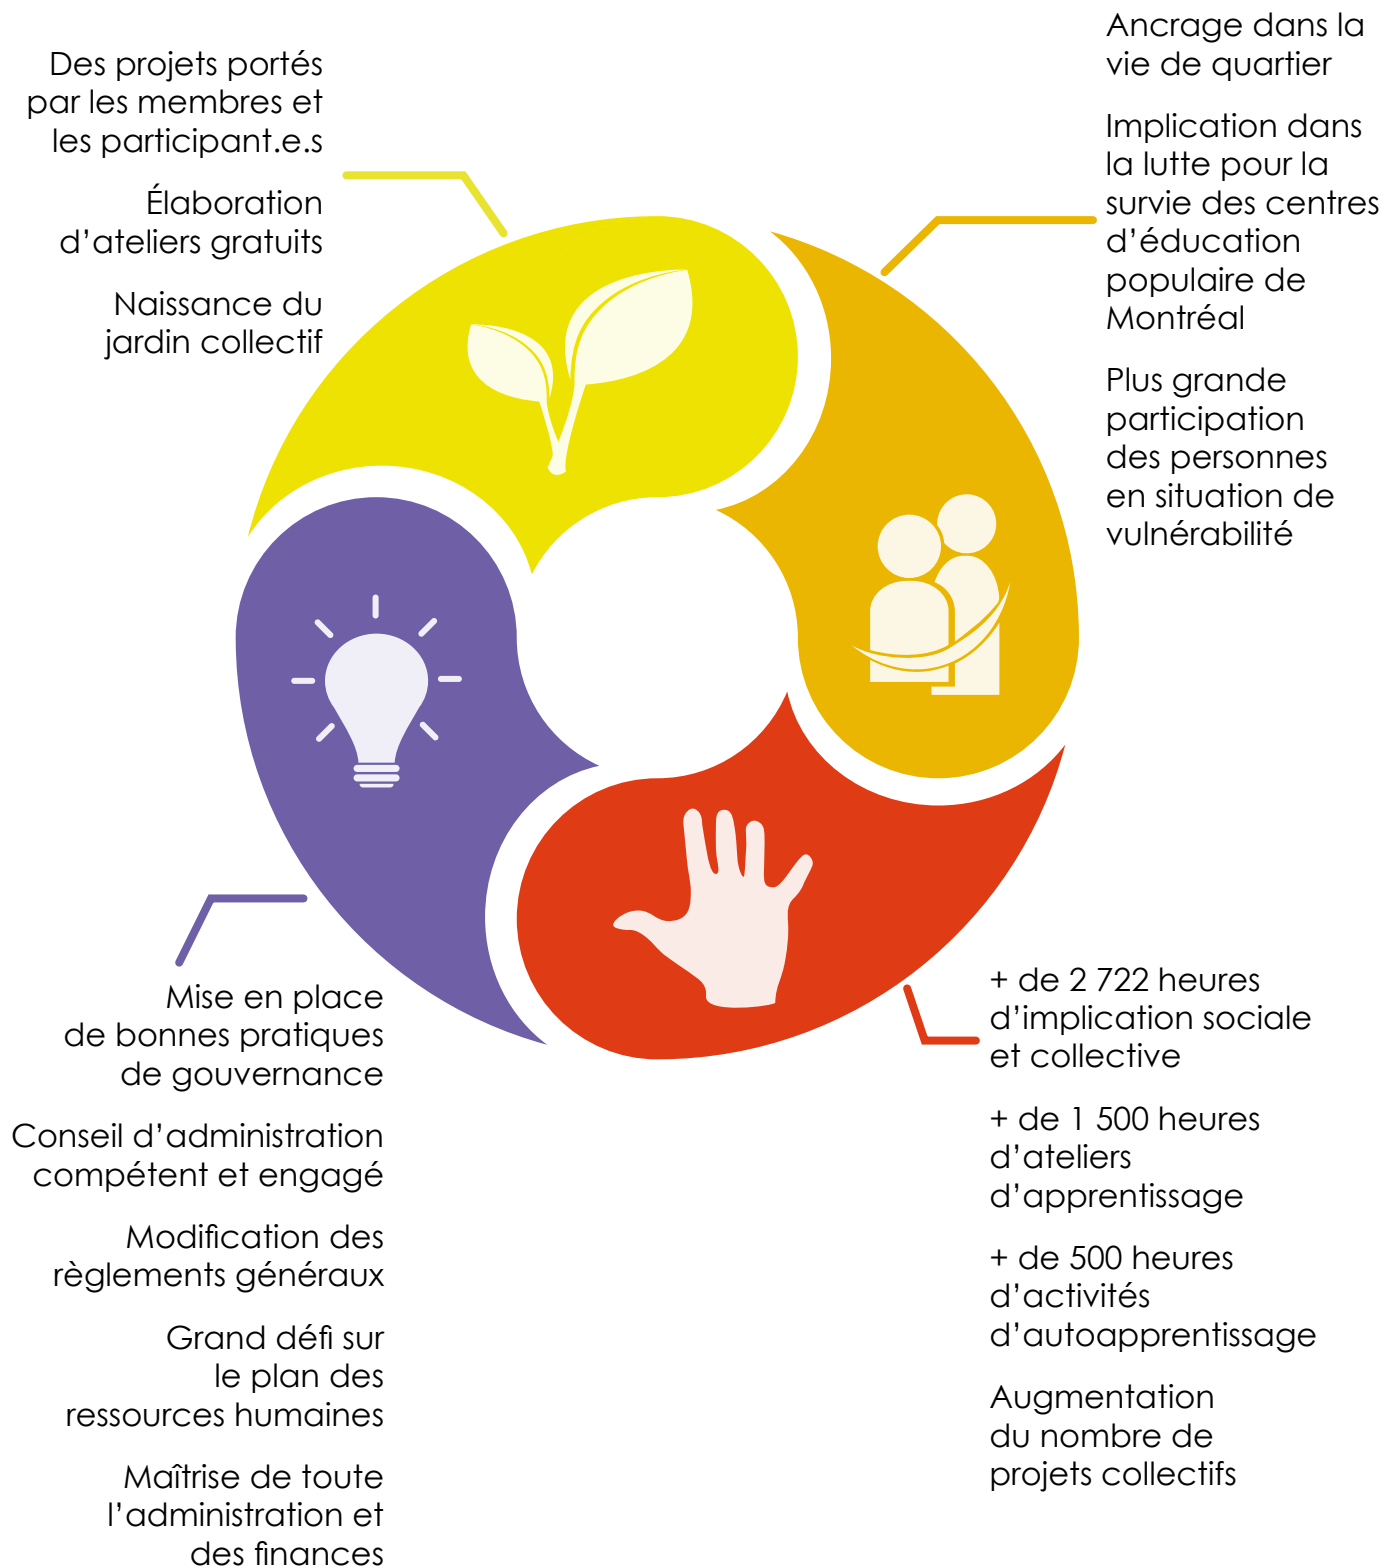 Des projets portés
par les membres et
les participant.e.s
Élaboration
d’ateliers gratuits
Naissance du
jardin collectif
Ancrage dans la
vie de quartier
Implication dans
la lutte pour la
survie des centres
d’éducation
populaire de
Montréal
Plus grande
participation
des personnes
en situation de
vulnérabilité
Mise en place
de bonnes pratiques
de gouvernance
Conseil d’administration
compétent et engagé
Modification des
règlements généraux
Grand défi sur
le plan des
ressources humaines
Maîtrise de toute
l’administration et
des finances
+ de 2 722 heures
d’implication sociale
et collective
+ de 1 500 heures
d’ateliers
d’apprentissage
+ de 500 heures
d’activités
d’autoapprentissage
Augmentation
du nombre de
projets collectifs